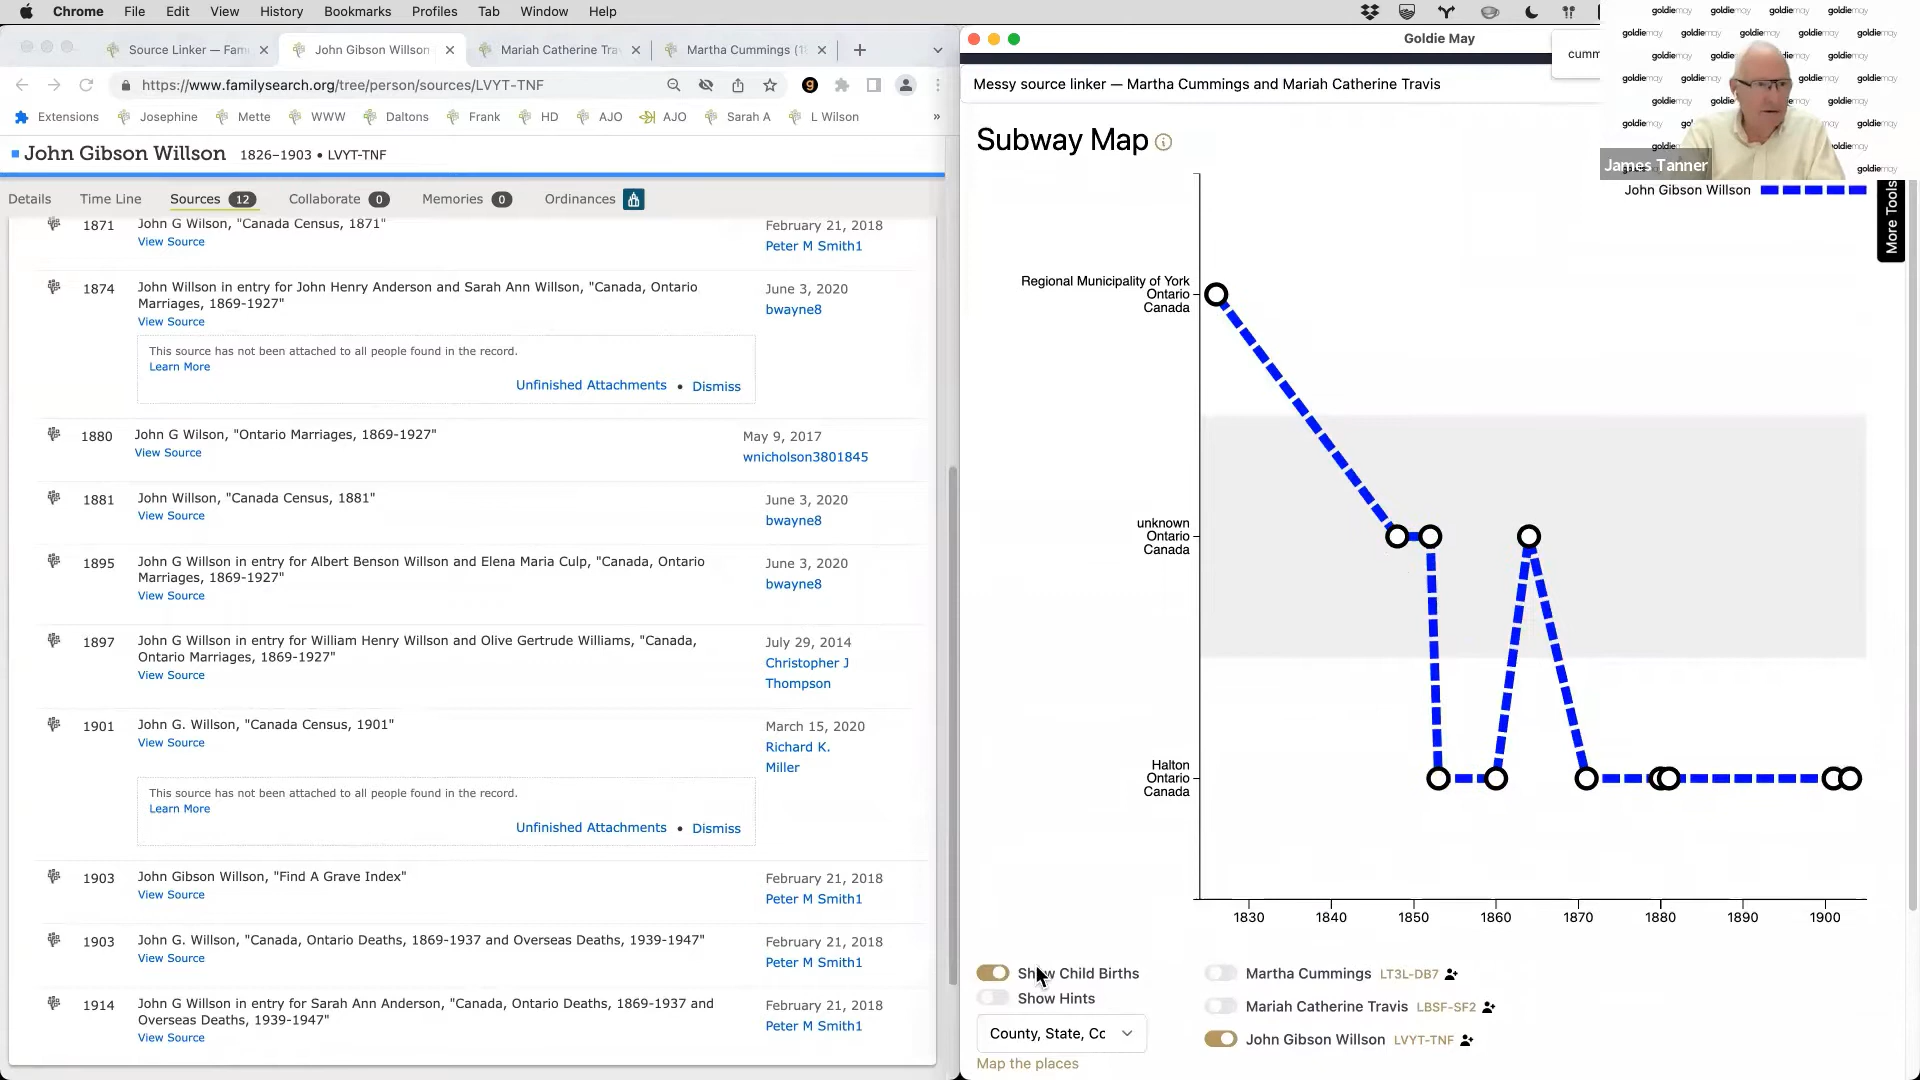 Chrome File Edit View History Bookmarks Profiles Tab Window Help
Source Linker — Fam
John Gibson Willson
Mariah Catherine Tra
Martha Cummings (1
https://www.familysearch.org/tree/person/sources/LVYT-TNF
Extensions Josephine Mette WWW Daltons Frank HD AJO AJO Sarah A L Wilson »
John Gibson Willson 1826–1903 • LVYT-TNF
Details Time Line Sources 12 Collaborate 0 Memories 0 Ordinances
1871 John G Wilson, "Canada Census, 1871" February 21, 2018
View Source Peter M Smith1
1874 John Willson in entry for John Henry Anderson and Sarah Ann Willson, "Canada, Ontario June 3, 2020
Marriages, 1869-1927" bwayne8
View Source
This source has not been attached to all people found in the record.
Learn More
Unfinished Attachments • Dismiss
1880 John G Wilson, "Ontario Marriages, 1869-1927" May 9, 2017
View Source wnicholson3801845
1881 John Willson, "Canada Census, 1881" June 3, 2020
View Source bwayne8
1895 John G Willson in entry for Albert Benson Willson and Elena Maria Culp, "Canada, Ontario June 3, 2020
Marriages, 1869-1927" bwayne8
View Source
1897 John G Willson in entry for William Henry Willson and Olive Gertrude Williams, "Canada, July 29, 2014
Ontario Marriages, 1869-1927" Christopher J
View Source Thompson
1901 John G. Willson, "Canada Census, 1901" March 15, 2020
View Source Richard K.
Miller
This source has not been attached to all people found in the record.
Learn More
Unfinished Attachments • Dismiss
1903 John Gibson Willson, "Find A Grave Index" February 21, 2018
View Source Peter M Smith1
1903 John G. Willson, "Canada, Ontario Deaths, 1869-1937 and Overseas Deaths, 1939-1947" February 21, 2018
View Source Peter M Smith1
1914 John G Willson in entry for Sarah Ann Anderson, "Canada, Ontario Deaths, 1869-1937 and February 21, 2018
Overseas Deaths, 1939-1947" Peter M Smith1
View Source
Goldie May
cumm
Messy source linker — Martha Cummings and Mariah Catherine Travis
Subway Map
goldiemay goldiemay goldiemay goldiemay
James Tanner
John Gibson Willson
More Tools
Regional Municipality of York
Ontario
Canada
unknown
Ontario
Canada
Halton
Ontario
Canada
1830 1840 1850 1860 1870 1880 1890 1900
Show Child Births
Show Hints
County, State, Cc
Map the places
Martha Cummings LT3L-DB7
Mariah Catherine Travis LBSF-SF2
John Gibson Willson LVYT-TNF